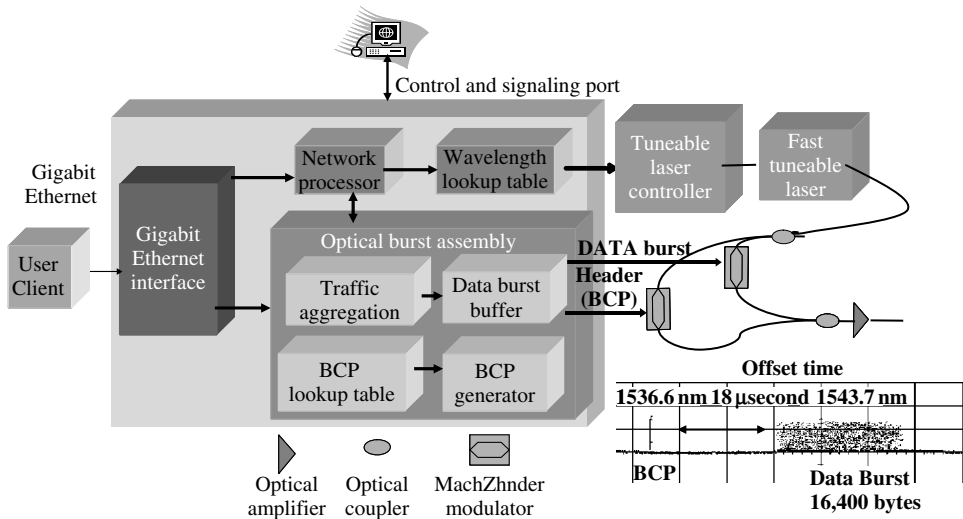 Control and signaling port
Gigabit
Ethernet
User
Client
Gigabit
Ethernet
interface
Network
processor
Wavelength
lookup table
Tuneable
laser
controller
Fast
tuneable
laser
Optical burst assembly
Traffic
aggregation
Data burst
buffer
BCP
lookup table
BCP
generator
DATA burst
Header
(BCP)
Optical
amplifier
Optical
coupler
MachZhnder
modulator
Offset time
1536.6 nm 18 μsecond 1543.7 nm
BCP
Data Burst
16,400 bytes